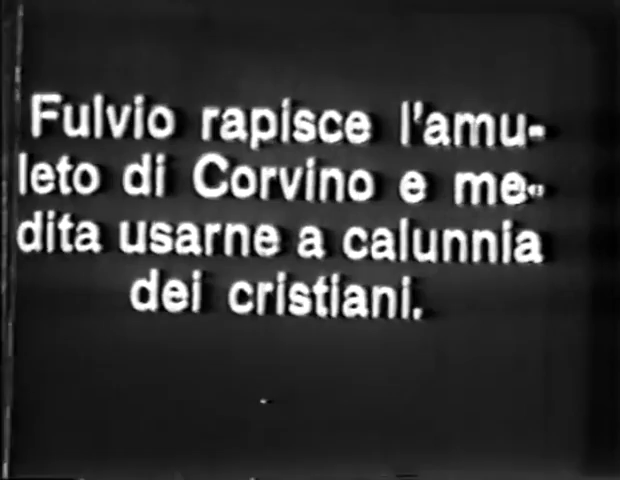 Fulvio rapisce l'amu-
leto di Corvino e me-
dita usarne a calunnia
dei cristiani.